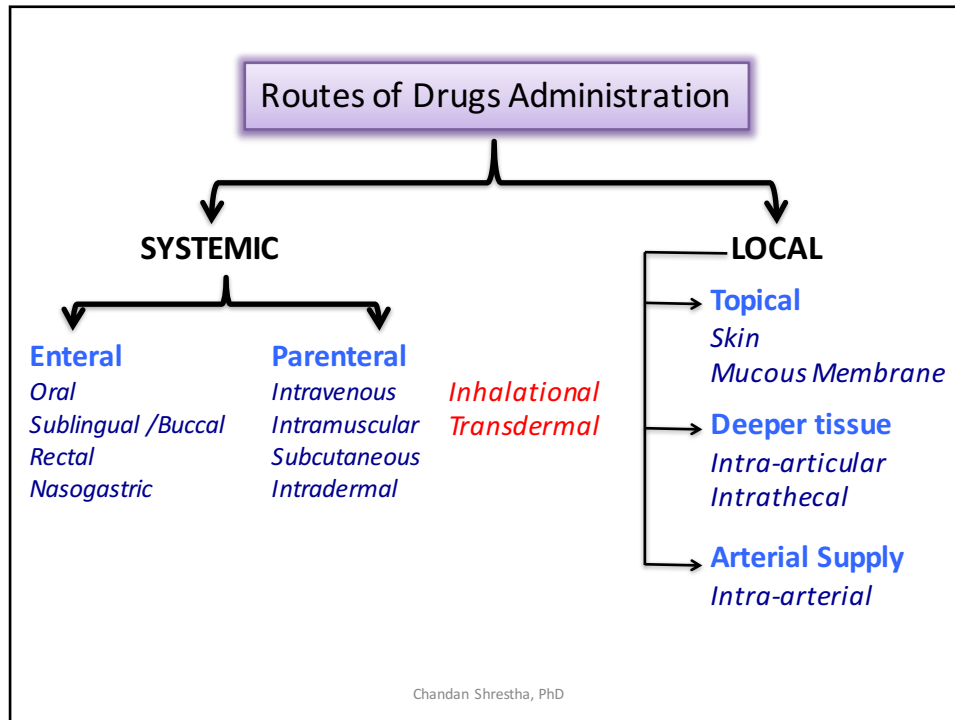 Routes of Drugs Administration
SYSTEMIC
Enteral
Oral
Sublingual /Buccal
Rectal
Nasogastric
Parenteral
Intravenous
Intramuscular
Subcutaneous
Intradermal
Inhalational
Transdermal
LOCAL
Topical
Skin
Mucous Membrane
Deeper tissue
Intra-articular
Intrathecal
Arterial Supply
Intra-arterial
Chandan Shrestha, PhD